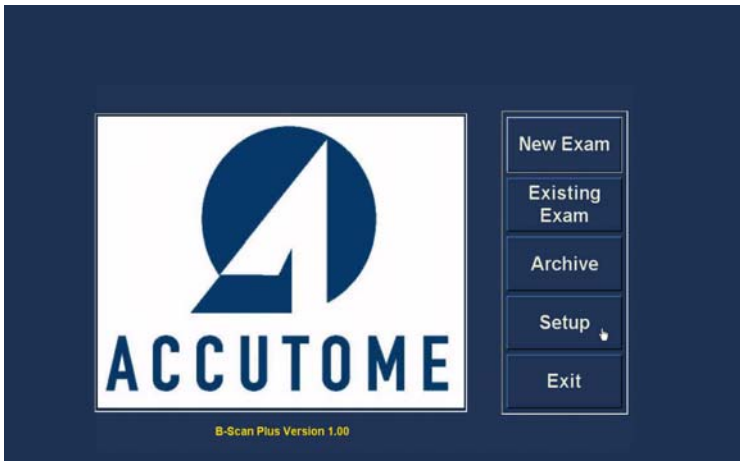 ACCUTOME
New Exam
Existing
Exam
Archive
Setup
Exit
B-Scan Plus Version 1.00